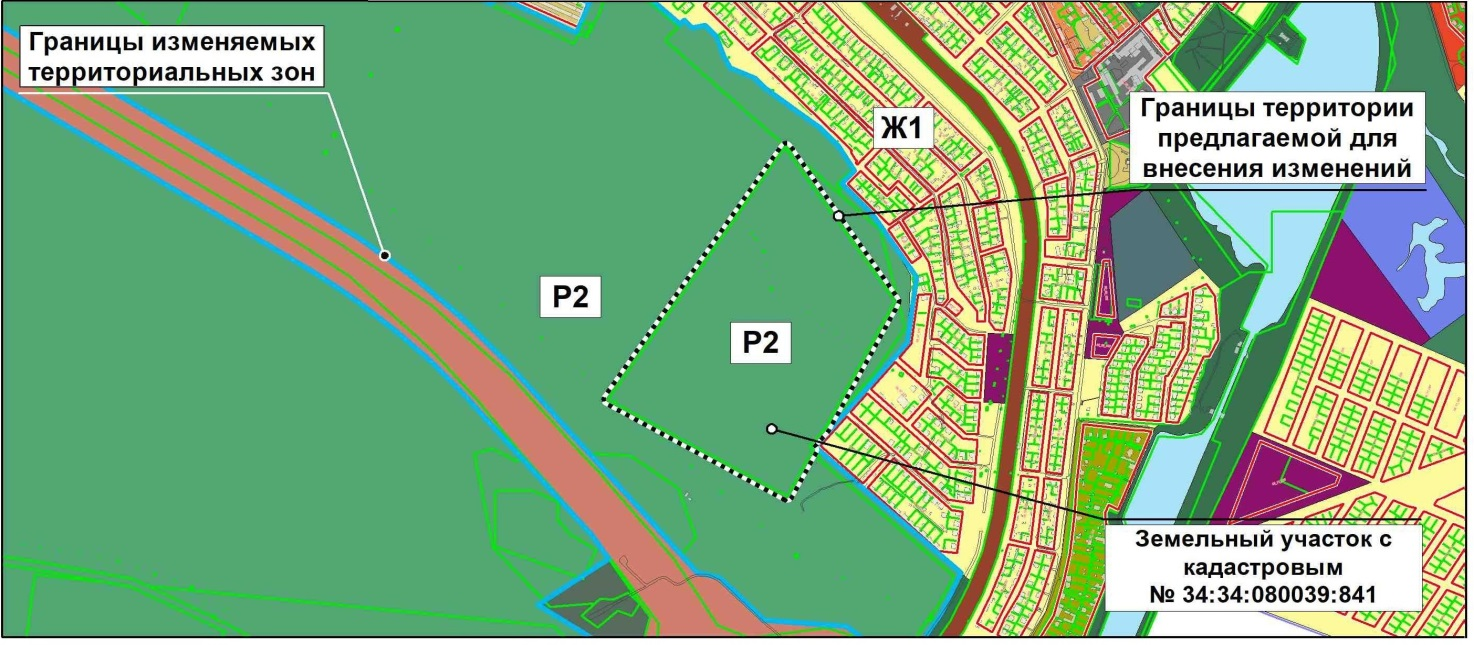 Границы изменяемых
территориальных зон
Ж1
Границы территории
предлагаемой для
внесения изменений
Р2
Р2
Земельный участок с
кадастровым
№ 34:34:080039:841